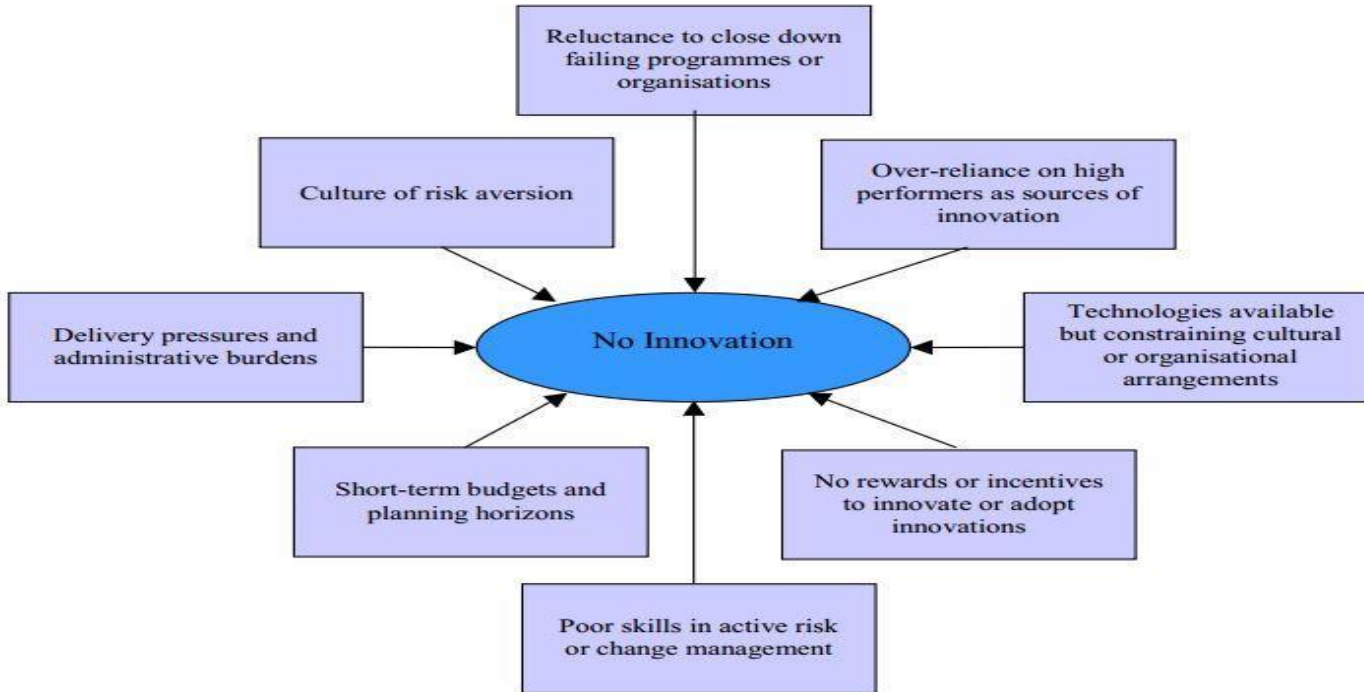 Reluctance to close down
failing programmes or
organisations
Culture of risk aversion
Over-reliance on high
performers as sources of
innovation
Delivery pressures and
administrative burdens
No Innovation
Technologies available
but constraining cultural
or organisational
arrangements
Short-term budgets and
planning horizons
No rewards or incentives
to innovate or adopt
innovations
Poor skills in active risk
or change management